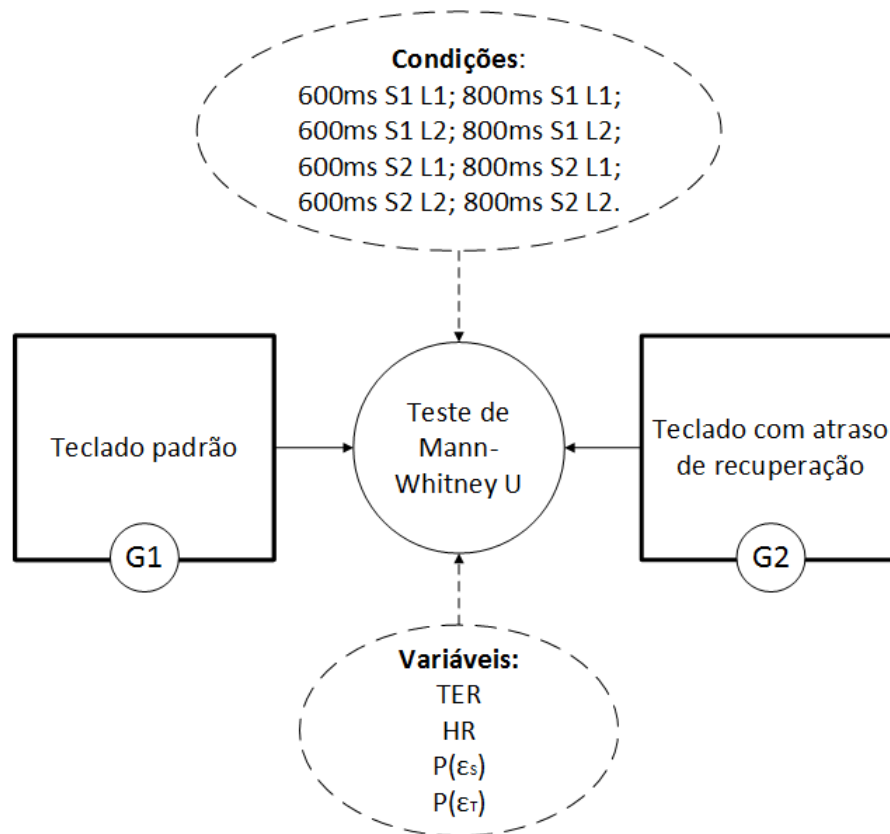 Condições:
600ms S1 L1; 800ms S1 L1;
600ms S1 L2; 800ms S1 L2;
600ms S2 L1; 800ms S2 L1;
600ms S2 L2; 800ms S2 L2.
Teclado padrão
G1
Teste de
Mann-
Whitney U
Teclado com atraso
de recuperação
G2
Variáveis:
TER
HR
P(εs)
P(εT)